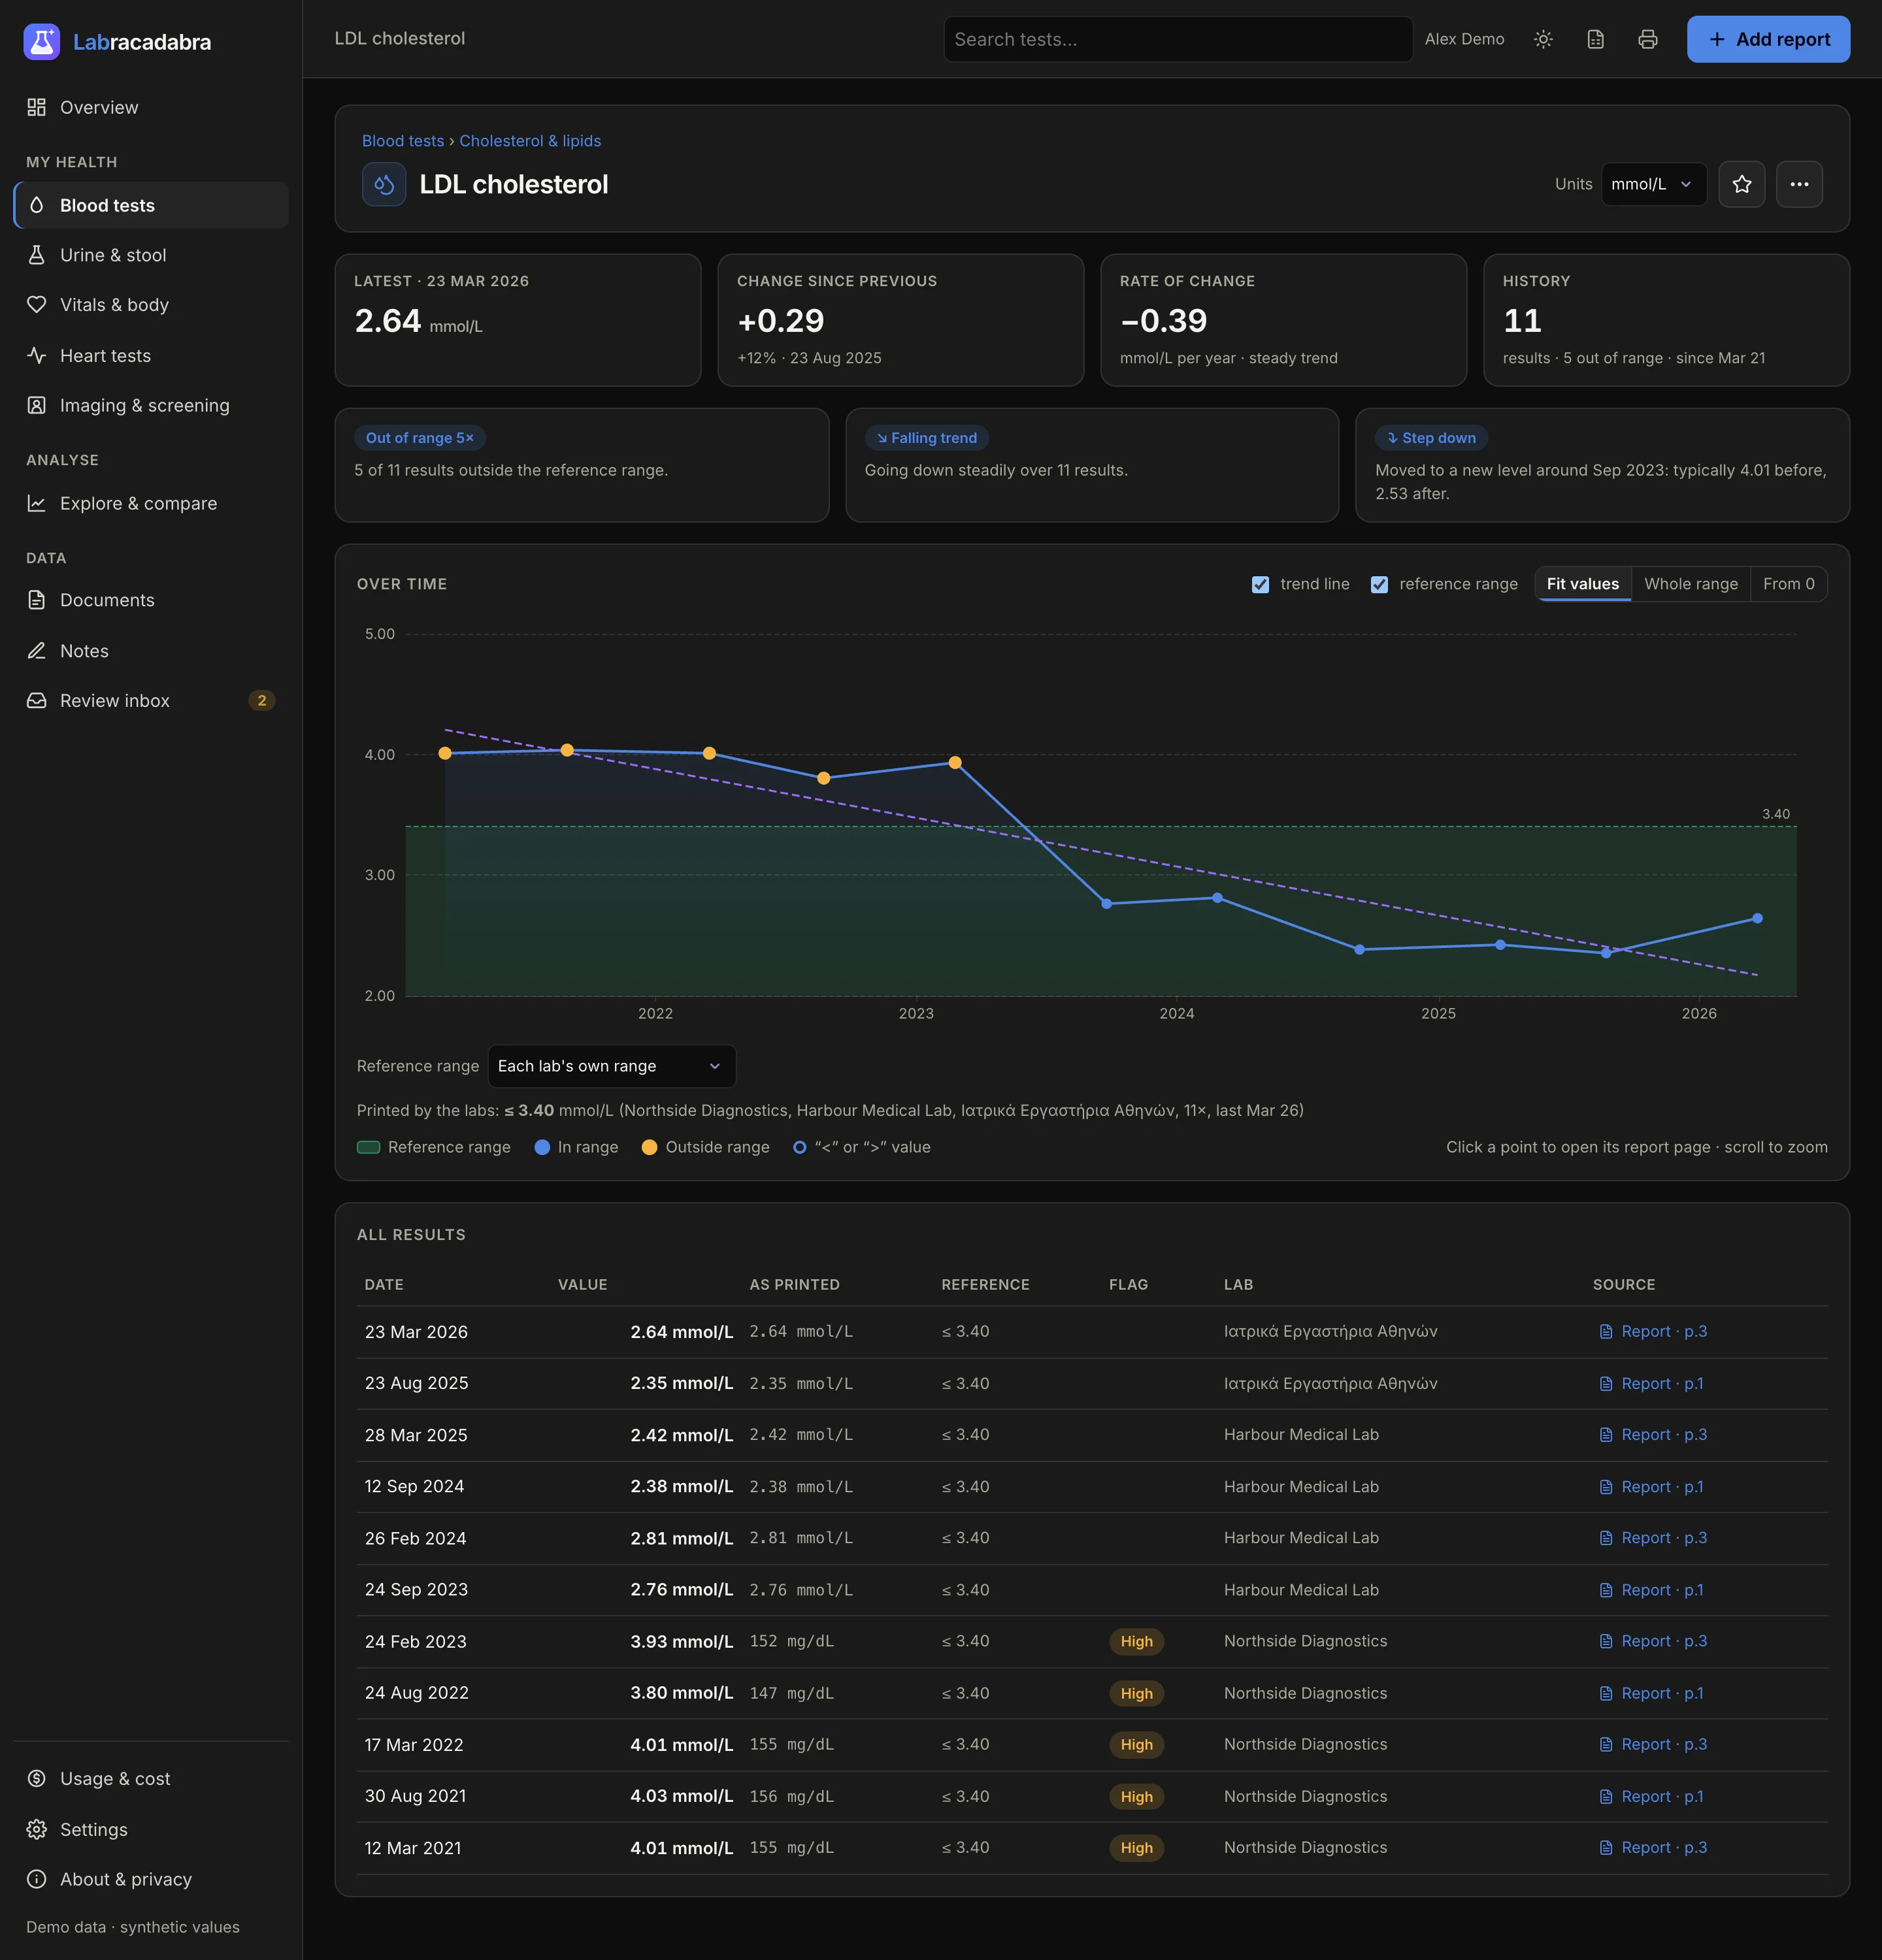 Labracadabra
Overview
MY HEALTH
Blood tests
Urine & stool
Vitals & body
Heart tests
Imaging & screening
ANALYSE
Explore & compare
DATA
Documents
Notes
Review inbox 2
Usage & cost
Settings
About & privacy
Demo data · synthetic values
LDL cholesterol Search tests... Alex Demo + Add report
Blood tests › Cholesterol & lipids
LDL cholesterol Units mmol/L
LATEST · 23 MAR 2026
2.64 mmol/L
CHANGE SINCE PREVIOUS
+0.29
+12% · 23 Aug 2025
RATE OF CHANGE
−0.39
mmol/L per year · steady trend
HISTORY
11
results · 5 out of range · since Mar 21
Out of range 5×
5 of 11 results outside the reference range.
↘ Falling trend
Going down steadily over 11 results.
⤵ Step down
Moved to a new level around Sep 2023: typically 4.01 before,
2.53 after.
OVER TIME trend line reference range Fit values Whole range From 0
5.00
4.00
3.40
3.00
2.00
2022 2023 2024 2025 2026
Reference range Each lab's own range
Printed by the labs: ≤ 3.40 mmol/L (Northside Diagnostics, Harbour Medical Lab, Ιατρικά Εργαστήρια Αθηνών, 11×, last Mar 26)
Reference range In range Outside range “<” or “>” value Click a point to open its report page · scroll to zoom
ALL RESULTS
DATE VALUE AS PRINTED REFERENCE FLAG LAB SOURCE
23 Mar 2026 2.64 mmol/L 2.64 mmol/L ≤ 3.40 Ιατρικά Εργαστήρια Αθηνών Report · p.3
23 Aug 2025 2.35 mmol/L 2.35 mmol/L ≤ 3.40 Ιατρικά Εργαστήρια Αθηνών Report · p.1
28 Mar 2025 2.42 mmol/L 2.42 mmol/L ≤ 3.40 Harbour Medical Lab Report · p.3
12 Sep 2024 2.38 mmol/L 2.38 mmol/L ≤ 3.40 Harbour Medical Lab Report · p.1
26 Feb 2024 2.81 mmol/L 2.81 mmol/L ≤ 3.40 Harbour Medical Lab Report · p.3
24 Sep 2023 2.76 mmol/L 2.76 mmol/L ≤ 3.40 Harbour Medical Lab Report · p.1
24 Feb 2023 3.93 mmol/L 152 mg/dL ≤ 3.40 High Northside Diagnostics Report · p.3
24 Aug 2022 3.80 mmol/L 147 mg/dL ≤ 3.40 High Northside Diagnostics Report · p.1
17 Mar 2022 4.01 mmol/L 155 mg/dL ≤ 3.40 High Northside Diagnostics Report · p.3
30 Aug 2021 4.03 mmol/L 156 mg/dL ≤ 3.40 High Northside Diagnostics Report · p.1
12 Mar 2021 4.01 mmol/L 155 mg/dL ≤ 3.40 High Northside Diagnostics Report · p.3